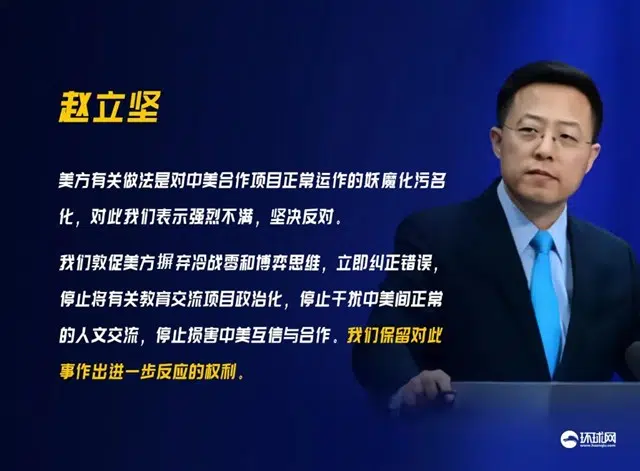 赵立坚
美方有关做法是对中美合作项目正常运作的妖魔化污名
化，对此我们表示强烈不满，坚决反对。
我们敦促美方摒弃冷战零和博弈思维，立即纠正错误，
停止将有关教育交流项目政治化，停止干扰中美间正常
的人文交流，停止损害中美互信与合作。我们保留对此
事作出进一步反应的权利。
环球网
www.huanqiu.com